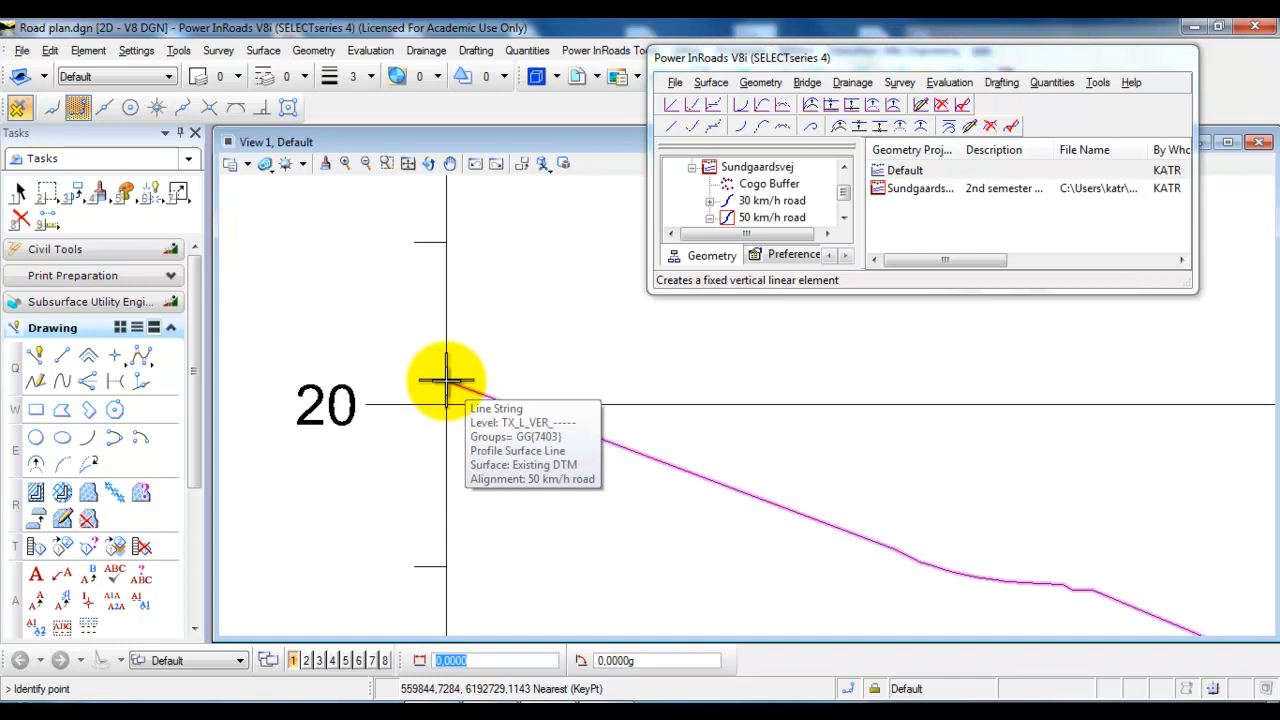 Road plan.dgn [2D - V8 DGN] - Power InRoads V8i (SELECTseries 4) (Licensed For Academic Use Only)
File Edit Element Settings Tools Survey Surface Geometry Evaluation Drainage Drafting Quantities Power InRoads To
Default 0 0 3 0 0
Power InRoads V8i (SELECTseries 4)
File Surface Geometry Bridge Drainage Survey Evaluation Drafting Quantities Tools Help
Tasks
View 1, Default
Tasks
Sundgaardsvej
Cogo Buffer
30 km/h road
50 km/h road
Geometry Preference
Geometry Proj... Description File Name By Who
Default KATR
Sundgaards... 2nd semester ... C:\Users\katr\... KATR
Creates a fixed vertical linear element
Civil Tools
Print Preparation
Subsurface Utility Engi...
Drawing
Q
W
E
R
T
A
20
Line String
Level: TX_L_VER_-----
Groups= GG{7403}
Profile Surface Line
Surface: Existing DTM
Alignment: 50 km/h road
Default 1 2 3 4 5 6 7 8 0,0000 0,0000g
> Identify point 559844,7284, 6192729,1143 Nearest (KeyPt) Default